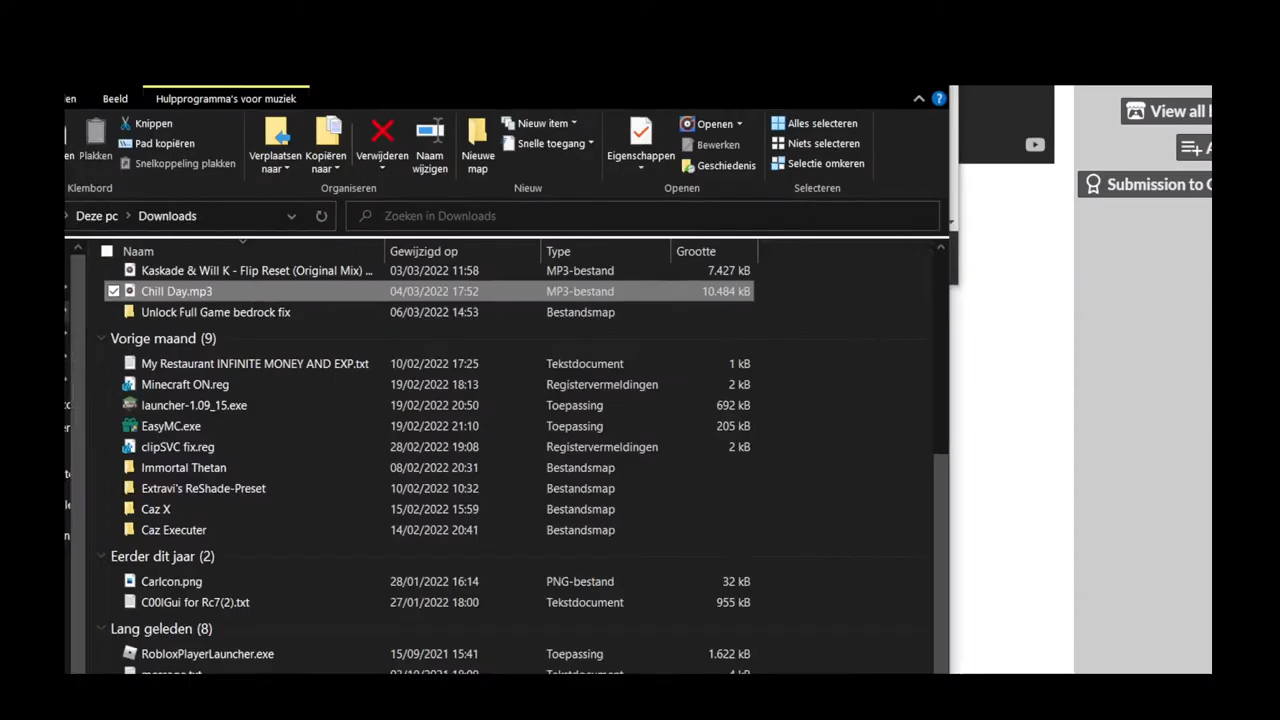 Beeld Hulpprogramma's voor muziek
Plakken
Knippen
Pad kopiëren
Snelkoppeling plakken
Klembord
Verplaatsen naar
Kopiëren naar
Verwijderen
Naam wijzigen
Organiseren
Nieuwe map
Nieuw item
Snelle toegang
Nieuw
Eigenschappen
Openen
Bewerken
Geschiedenis
Openen
Alles selecteren
Niets selecteren
Selectie omkeren
Selecteren
View all
Submission to
Deze pc Downloads Zoeken in Downloads
Naam Gewijzigd op Type Grootte
Kaskade & Will K - Flip Reset (Original Mix) ... 03/03/2022 11:58 MP3-bestand 7.427 kB
Chill Day.mp3 04/03/2022 17:52 MP3-bestand 10.484 kB
Unlock Full Game bedrock fix 06/03/2022 14:53 Bestandsmap
Vorige maand (9)
My Restaurant INFINITE MONEY AND EXP.txt 10/02/2022 17:25 Tekstdocument 1 kB
Minecraft ON.reg 19/02/2022 18:13 Registervermeldingen 2 kB
launcher-1.09_15.exe 19/02/2022 20:50 Toepassing 692 kB
EasyMC.exe 19/02/2022 21:10 Toepassing 205 kB
clipSVC fix.reg 28/02/2022 19:08 Registervermeldingen 2 kB
Immortal Thetan 08/02/2022 20:31 Bestandsmap
Extravi's ReShade-Preset 10/02/2022 10:32 Bestandsmap
Caz X 15/02/2022 15:59 Bestandsmap
Caz Executer 14/02/2022 20:41 Bestandsmap
Eerder dit jaar (2)
CarIcon.png 28/01/2022 16:14 PNG-bestand 32 kB
C00lGui for Rc7(2).txt 27/01/2022 18:00 Tekstdocument 955 kB
Lang geleden (8)
RobloxPlayerLauncher.exe 15/09/2021 15:41 Toepassing 1.622 kB